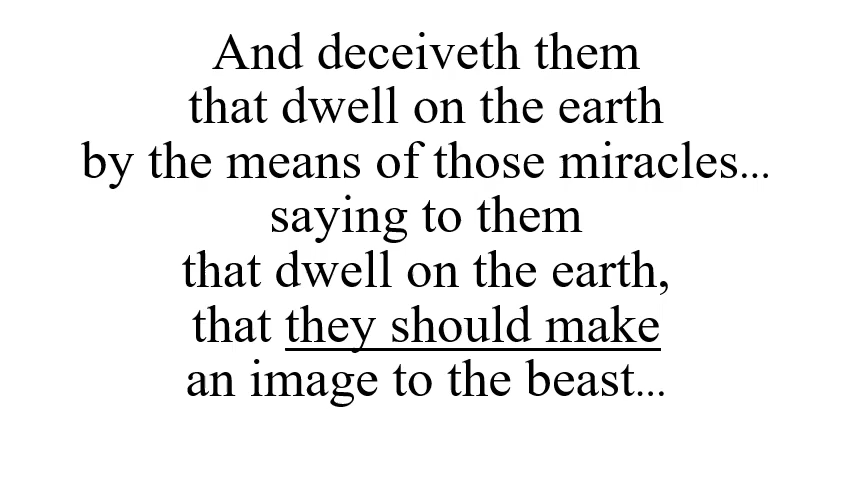 And deceiveth them
that dwell on the earth
by the means of those miracles...
saying to them
that dwell on the earth,
that they should make
an image to the beast...